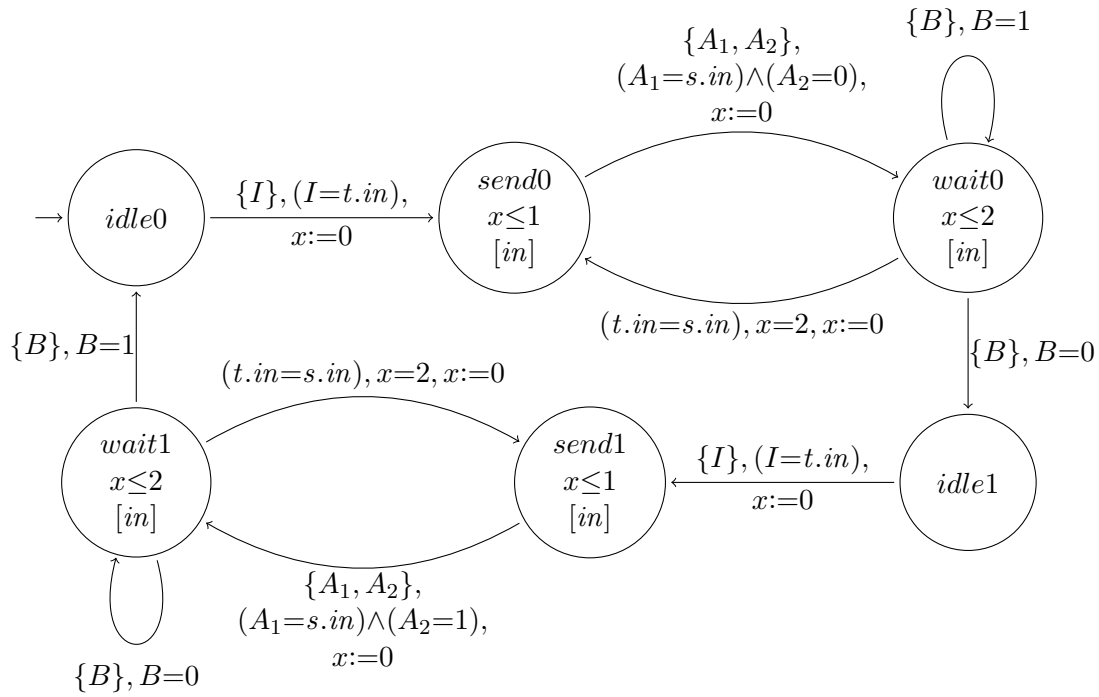 {B}, B=1
{A₁, A₂},
(A₁=s.in)∧(A₂=0),
x:=0
idle0
{I}, (I=t.in),
x:=0
send0
x≤1
[in]
wait0
x≤2
[in]
(t.in=s.in), x=2, x:=0
{B}, B=1
{B}, B=0
(t.in=s.in), x=2, x:=0
wait1
x≤2
[in]
send1
x≤1
[in]
{I}, (I=t.in),
x:=0
idle1
{A₁, A₂},
(A₁=s.in)∧(A₂=1),
x:=0
{B}, B=0